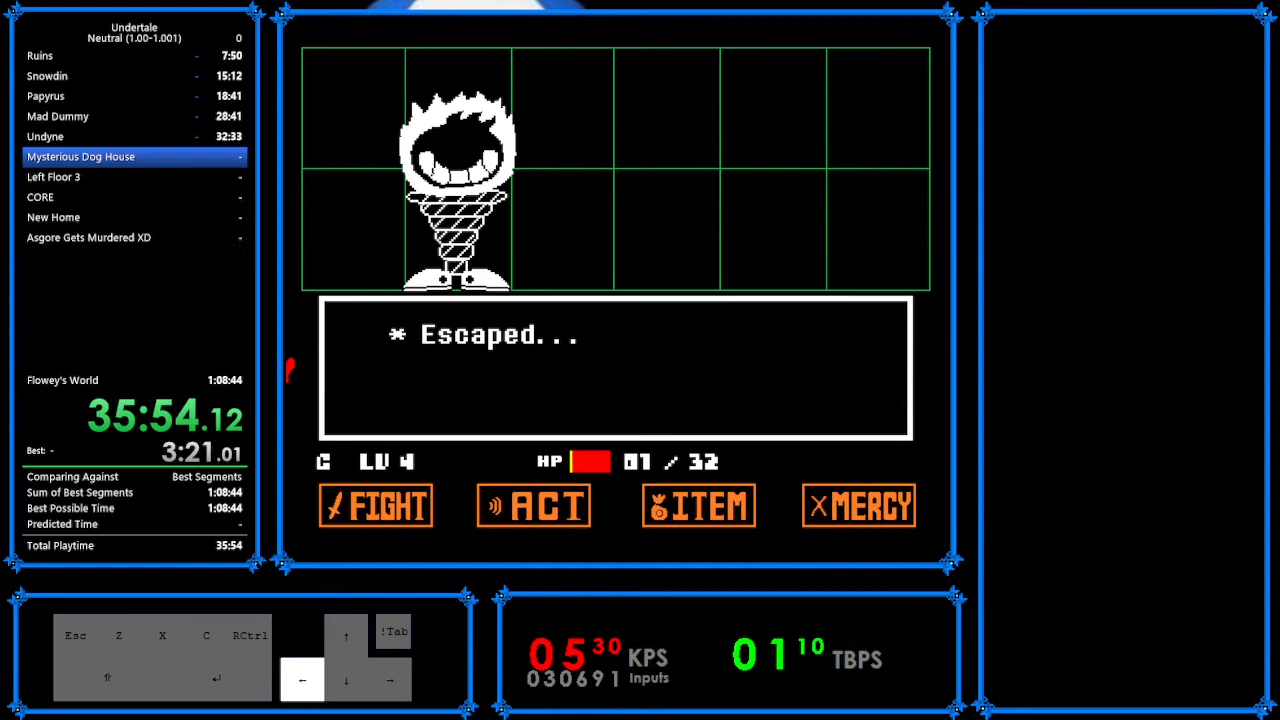 Undertale
Neutral (1.00-1.001) 0
Ruins - 7:50
Snowdin - 15:12
Papyrus - 18:41
Mad Dummy - 28:41
Undyne - 32:33
Mysterious Dog House -
Left Floor 3 -
CORE -
New Home -
Asgore Gets Murdered XD -
Flowey's World 1:08:44
35:54.12
Best: - 3:21.01
Comparing Against Best Segments
Sum of Best Segments 1:08:44
Best Possible Time 1:08:44
Predicted Time -
Total Playtime 35:54
* Escaped...
C LV 4 HP 01 / 32
FIGHT ACT ITEM MERCY
Esc Z X C RCtrl ↑ !Tab
⇧ ↵ ← ↓ →
05 30 KPS 01 10 TBPS
030691 Inputs